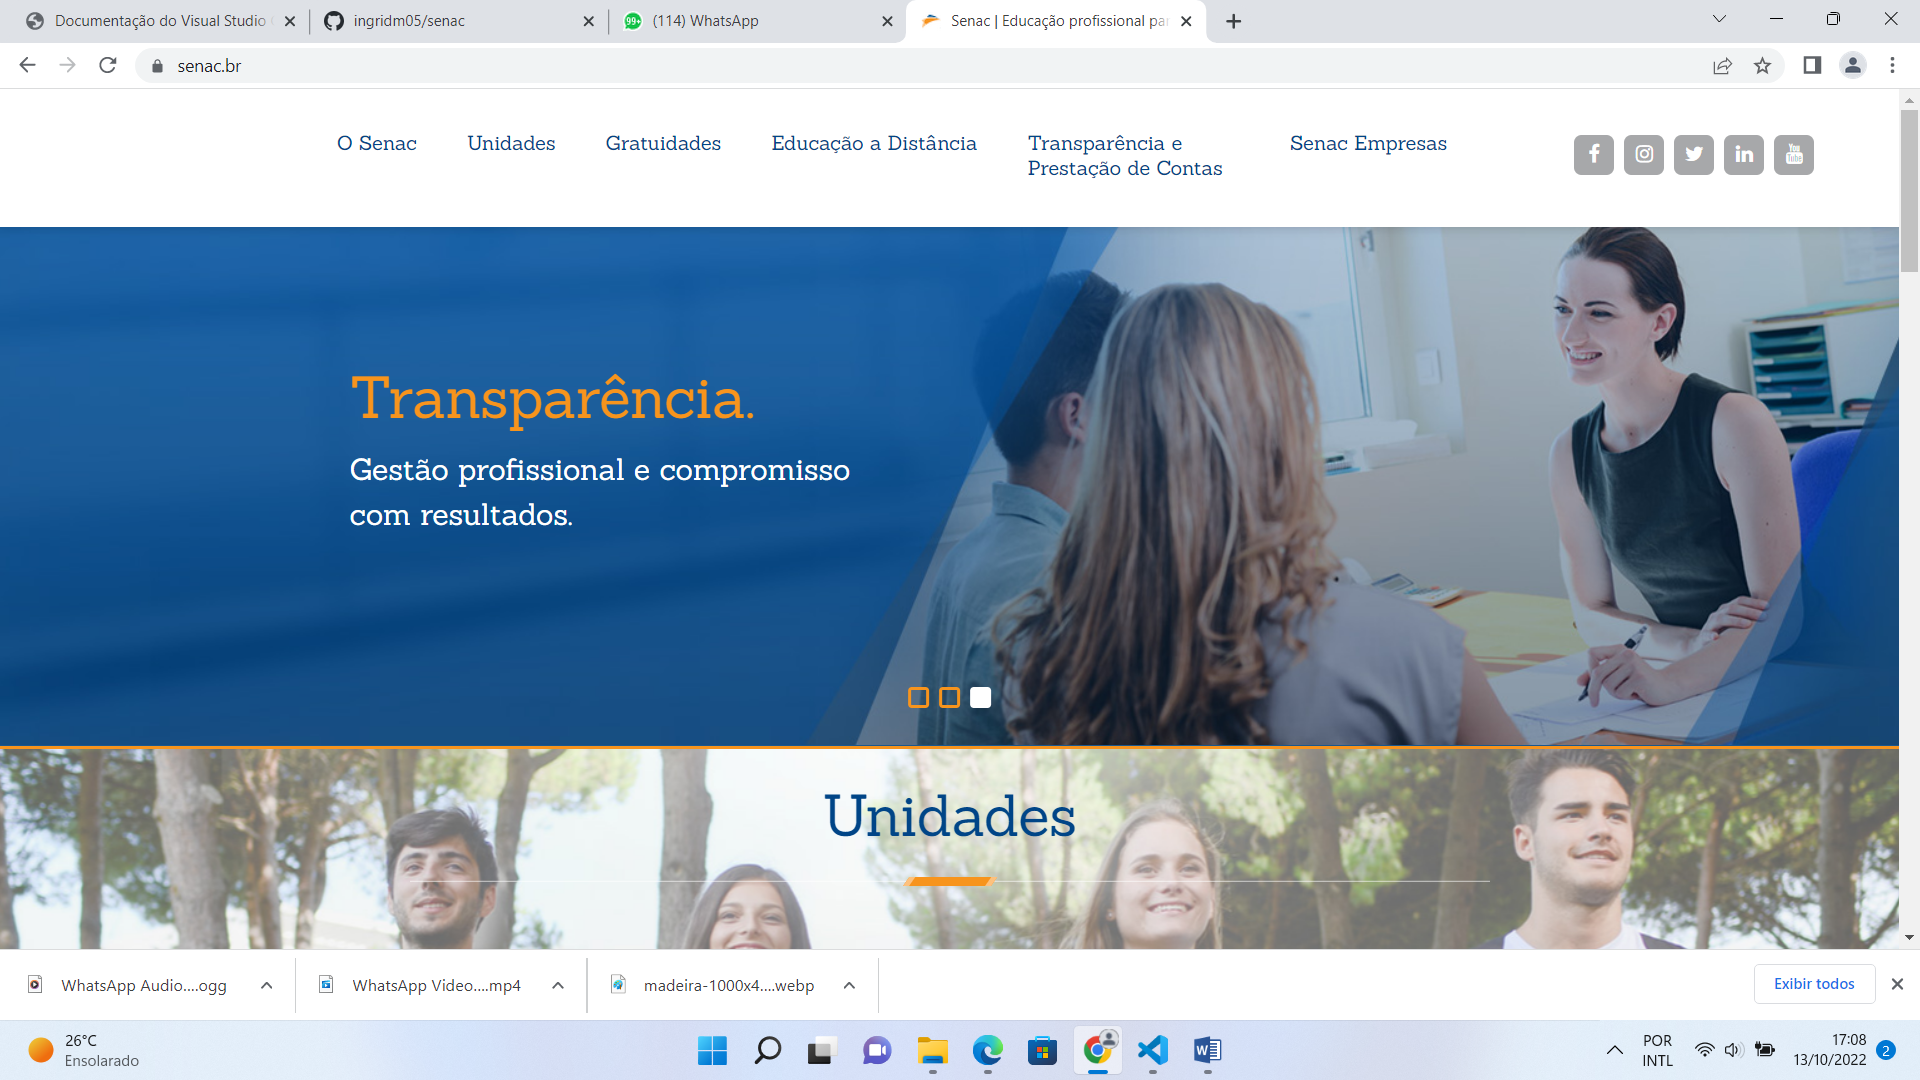 Documentação do Visual Studio
ingridm05/senac
(114) WhatsApp
Senac | Educação profissional par
senac.br
O Senac
Unidades
Gratuidades
Educação a Distância
Transparência e
Prestação de Contas
Senac Empresas
Transparência.
Gestão profissional e compromisso
com resultados.
Unidades
WhatsApp Audio....ogg
WhatsApp Video....mp4
madeira-1000x4....webp
Exibir todos
26°C
Ensolarado
POR
INTL
17:08
13/10/2022
2